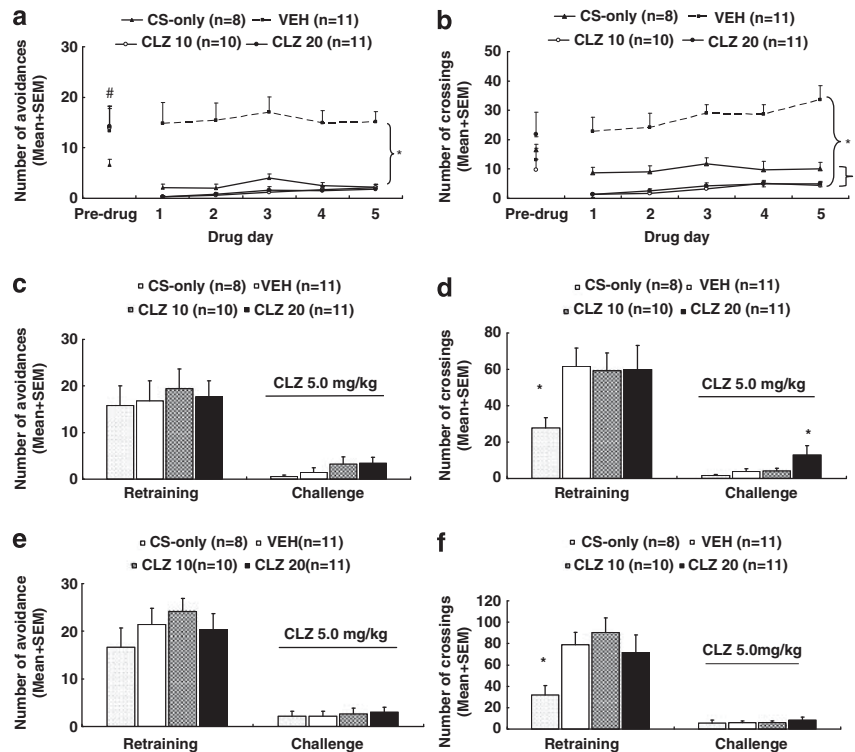 a
CS-only (n=8) VEH (n=11)
CLZ 10 (n=10) CLZ 20 (n=11)
Number of avoidances
(Mean+SEM)
30
20
10
0
#
*
Pre-drug 1 2 3 4 5
Drug day
b
CS-only (n=8) VEH (n=11)
CLZ 10 (n=10) CLZ 20 (n=11)
Number of crossings
(Mean+SEM)
50
40
30
20
10
0
*
Pre-drug 1 2 3 4 5
Drug day
c
CS-only (n=8) VEH (n=11)
CLZ 10 (n=10) CLZ 20 (n=11)
Number of avoidances
(Mean+SEM)
30
20
10
0
CLZ 5.0 mg/kg
Retraining Challenge
d
CS-only (n=8) VEH (n=11)
CLZ 10 (n=10) CLZ 20 (n=11)
Number of crossings
(Mean+SEM)
80
60
40
20
0
*
CLZ 5.0 mg/kg
*
Retraining Challenge
e
CS-only (n=8) VEH(n=11)
CLZ 10(n=10) CLZ 20(n=11)
Number of avoidance
(Mean+SEM)
30
20
10
0
CLZ 5.0 mg/kg
Retraining Challenge
f
CS-only (n=8) VEH (n=11)
CLZ 10 (n=10) CLZ 20 (n=11)
Number of crossings
(Mean+SEM)
120
100
80
60
40
20
0
*
CLZ 5.0mg/kg
Retraining Challenge